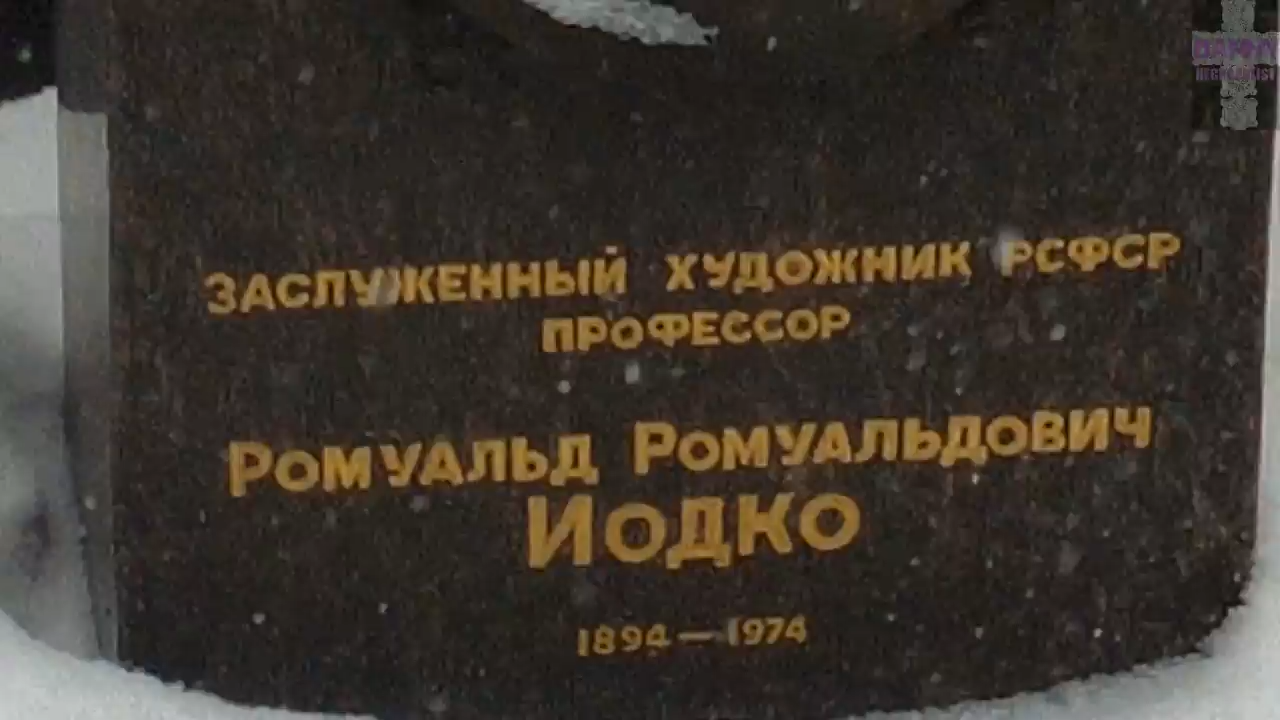 ЗАСЛУЖЕННЫЙ ХУДОЖНИК РСФСР
ПРОФЕССОР
РОМУАЛЬД РОМУАЛЬДОВИЧ
ИОДКО
1894 — 1974